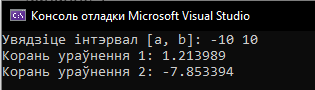 Консоль отладки Microsoft Visual Studio
Увядзіце інтэрвал [a, b]: -10 10
Корань ураўнення 1: 1.213989
Корань ураўнення 2: -7.853394